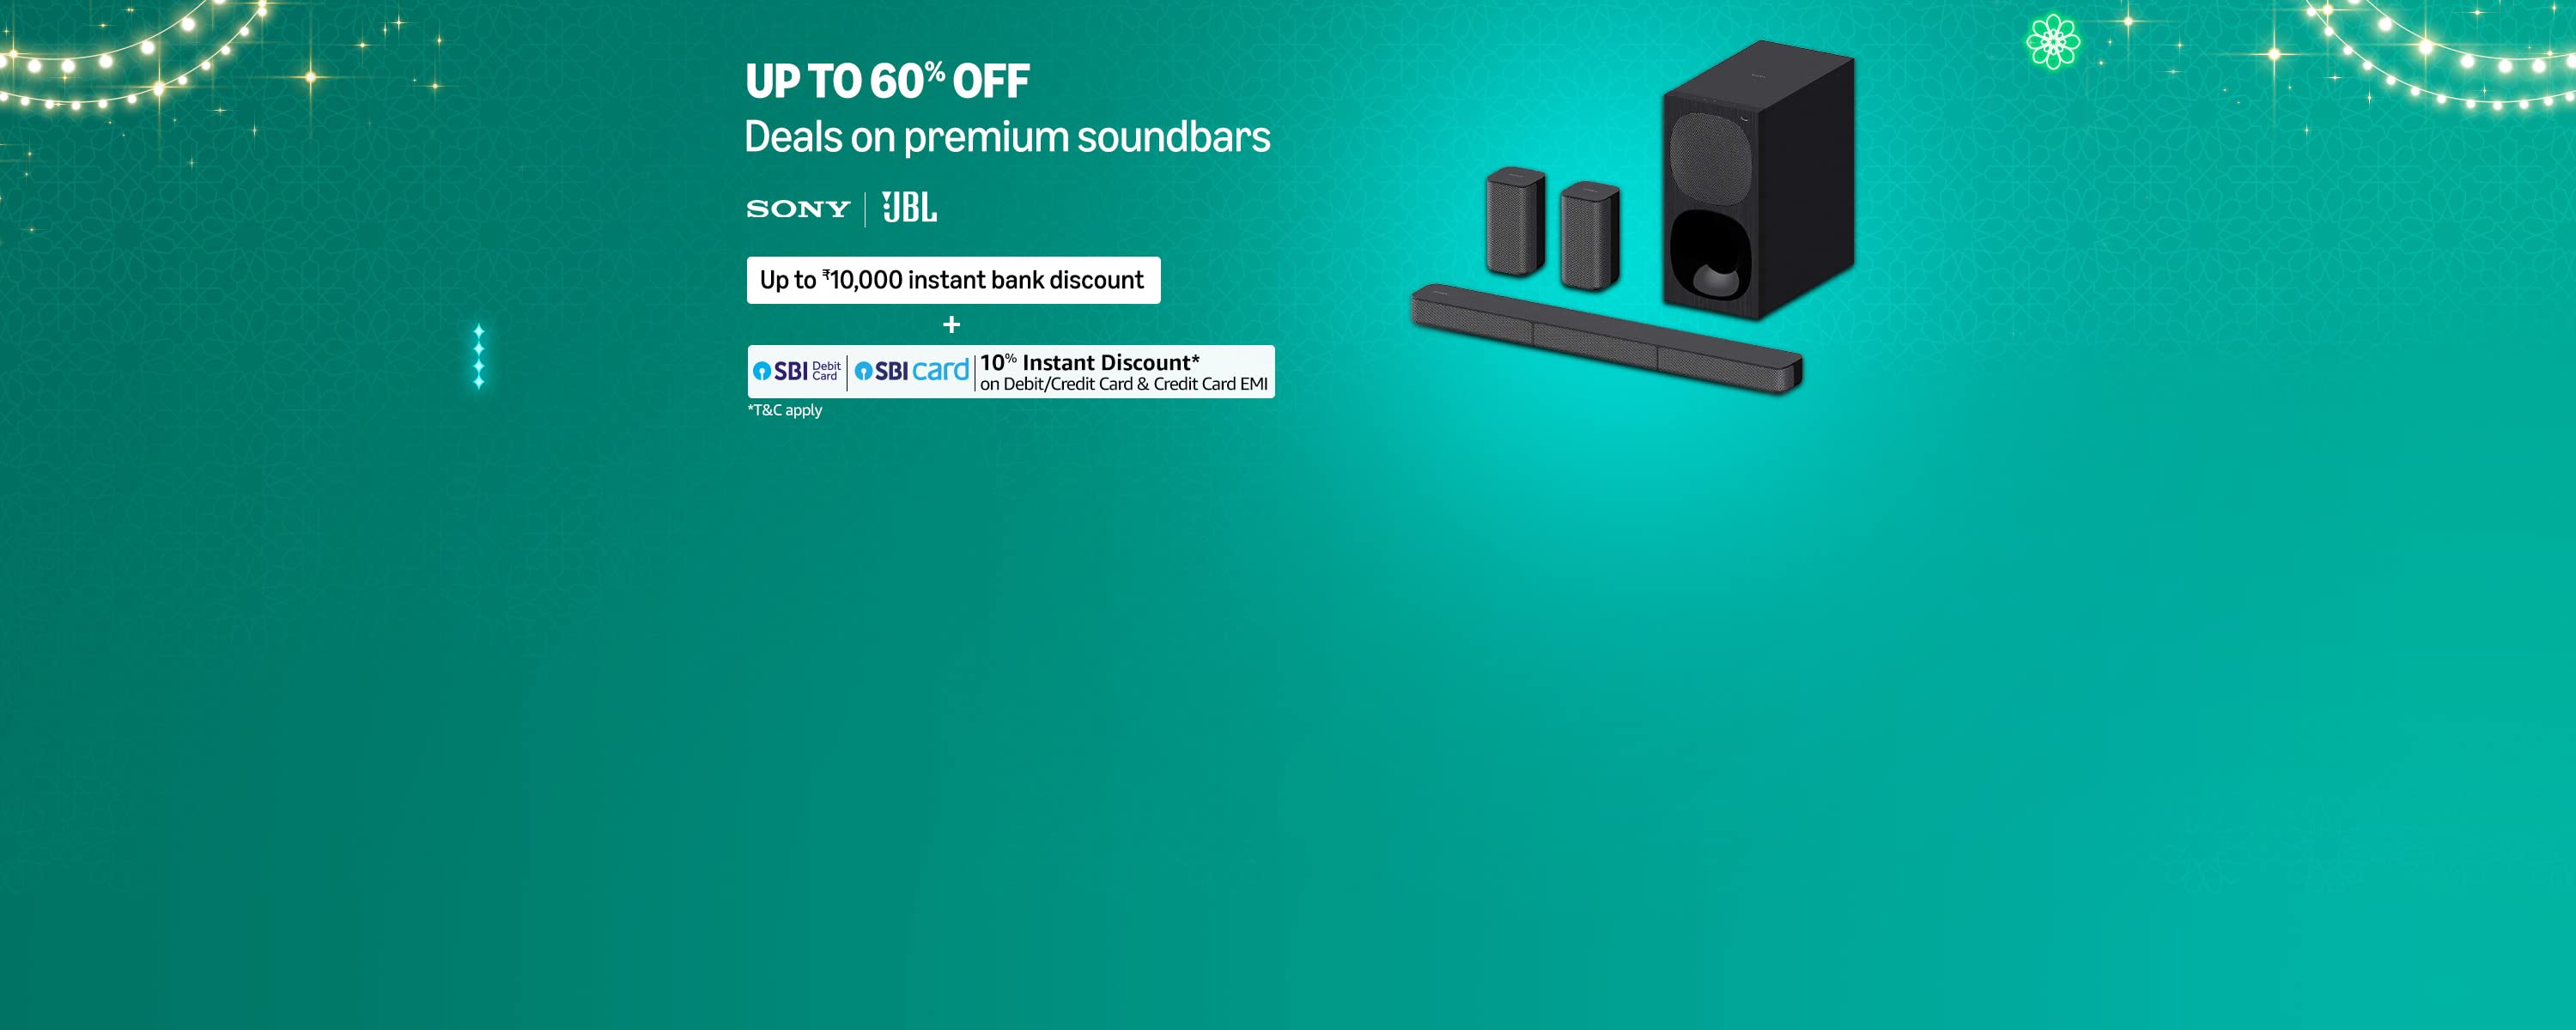 UP TO 60% OFF
Deals on premium soundbars
SONY | JBL
Up to ₹10,000 instant bank discount
+
SBI Debit Card | SBI card | 10% Instant Discount*
on Debit/Credit Card & Credit Card EMI
*T&C apply